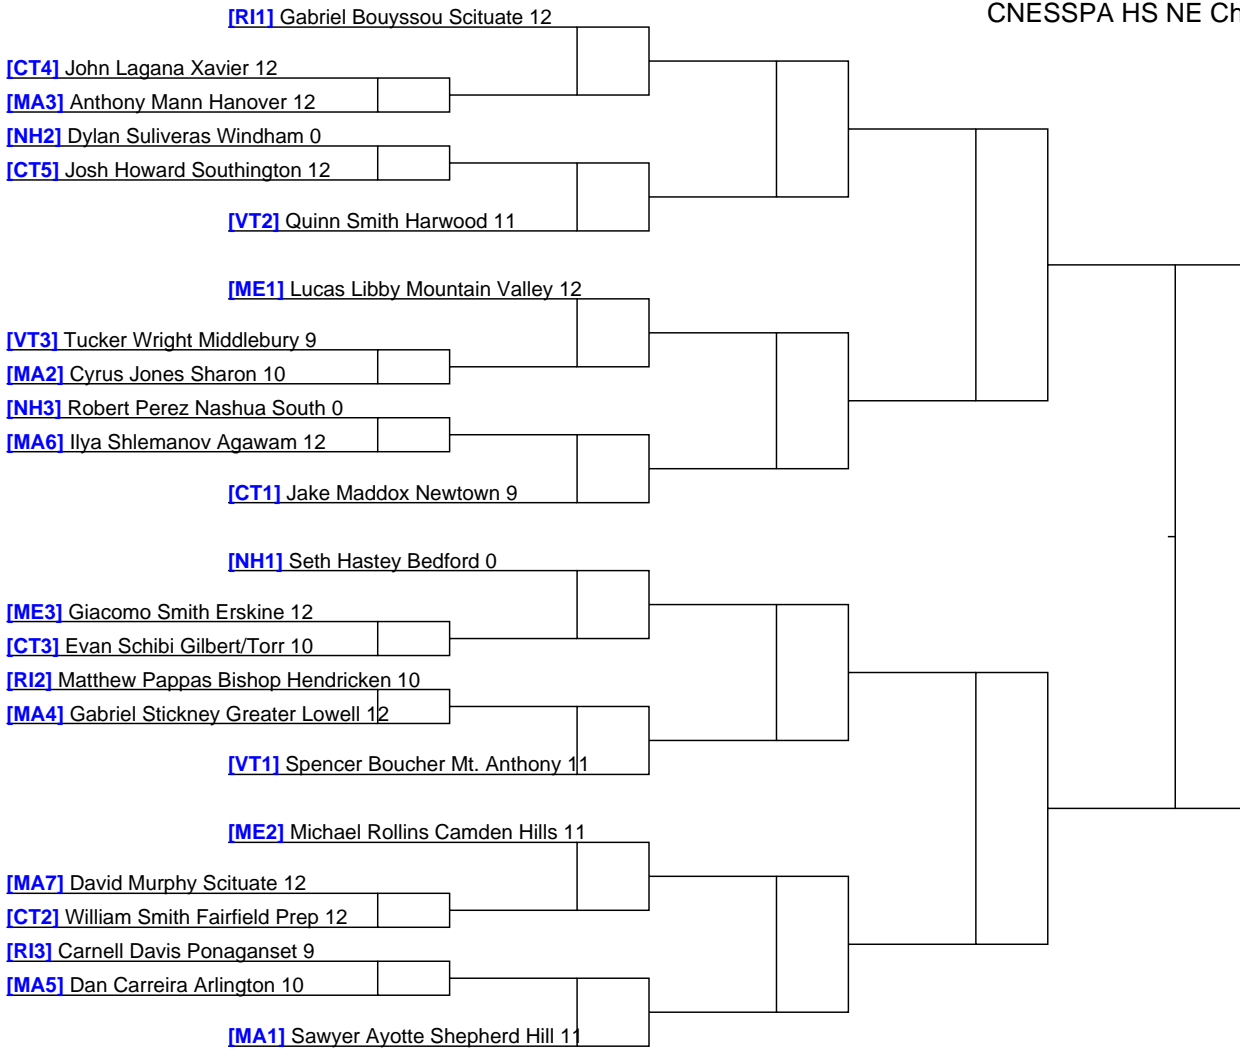 CNESSPA HS NE Ch
[RI1] Gabriel Bouyssou Scituate 12
[CT4] John Lagana Xavier 12
[MA3] Anthony Mann Hanover 12
[NH2] Dylan Suliveras Windham 0
[CT5] Josh Howard Southington 12
[VT2] Quinn Smith Harwood 11
[ME1] Lucas Libby Mountain Valley 12
[VT3] Tucker Wright Middlebury 9
[MA2] Cyrus Jones Sharon 10
[NH3] Robert Perez Nashua South 0
[MA6] Ilya Shlemanov Agawam 12
[CT1] Jake Maddox Newtown 9
[NH1] Seth Hastey Bedford 0
[ME3] Giacomo Smith Erskine 12
[CT3] Evan Schibi Gilbert/Torr 10
[RI2] Matthew Pappas Bishop Hendricken 10
[MA4] Gabriel Stickney Greater Lowell 12
[VT1] Spencer Boucher Mt. Anthony 11
[ME2] Michael Rollins Camden Hills 11
[MA7] David Murphy Scituate 12
[CT2] William Smith Fairfield Prep 12
[RI3] Carnell Davis Ponaganset 9
[MA5] Dan Carreira Arlington 10
[MA1] Sawyer Ayotte Shepherd Hill 11